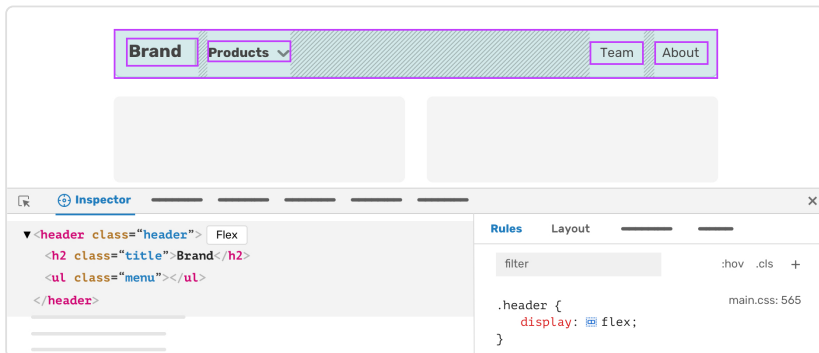 Brand Products Team About
Inspector
▼<header class=“header”> Flex
<h2 class=“title”>Brand</h2>
<ul class=“menu”></ul>
</header>
Rules Layout
filter :hov .cls +
.header { main.css: 565
display: flex;
}